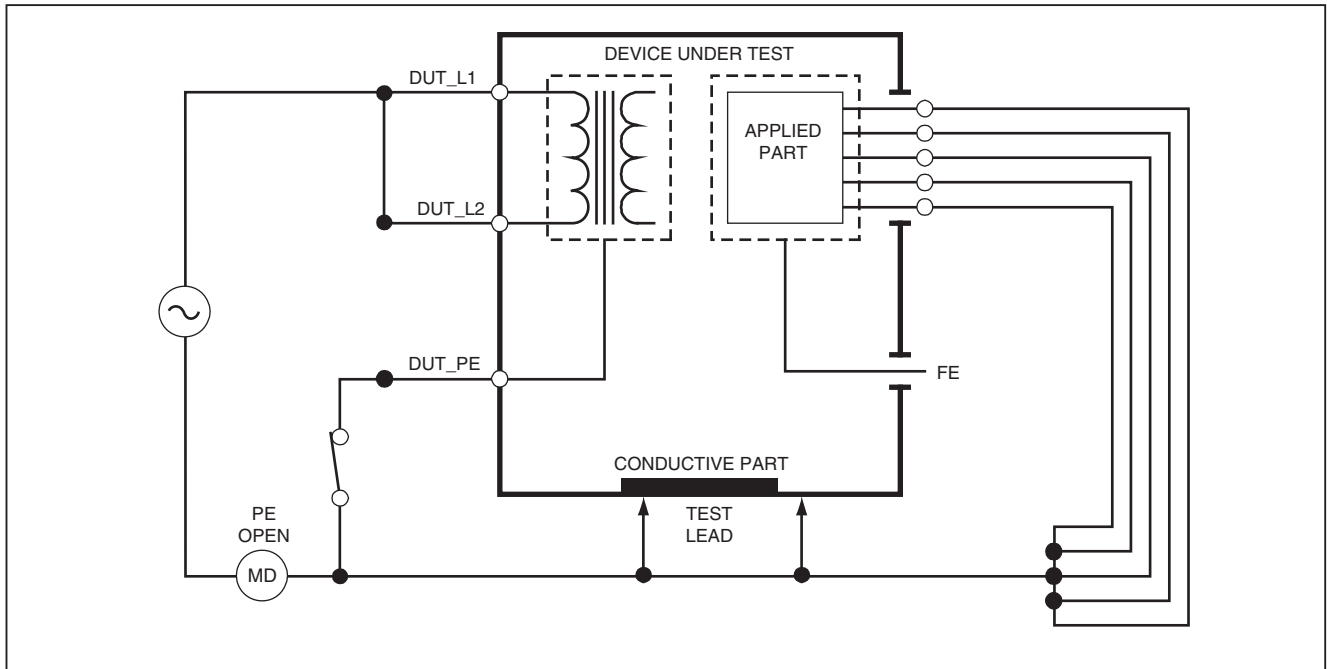 DEVICE UNDER TEST
DUT_L1
APPLIED
PART
DUT_L2
DUT_PE
FE
CONDUCTIVE PART
TEST
LEAD
PE
OPEN
MD